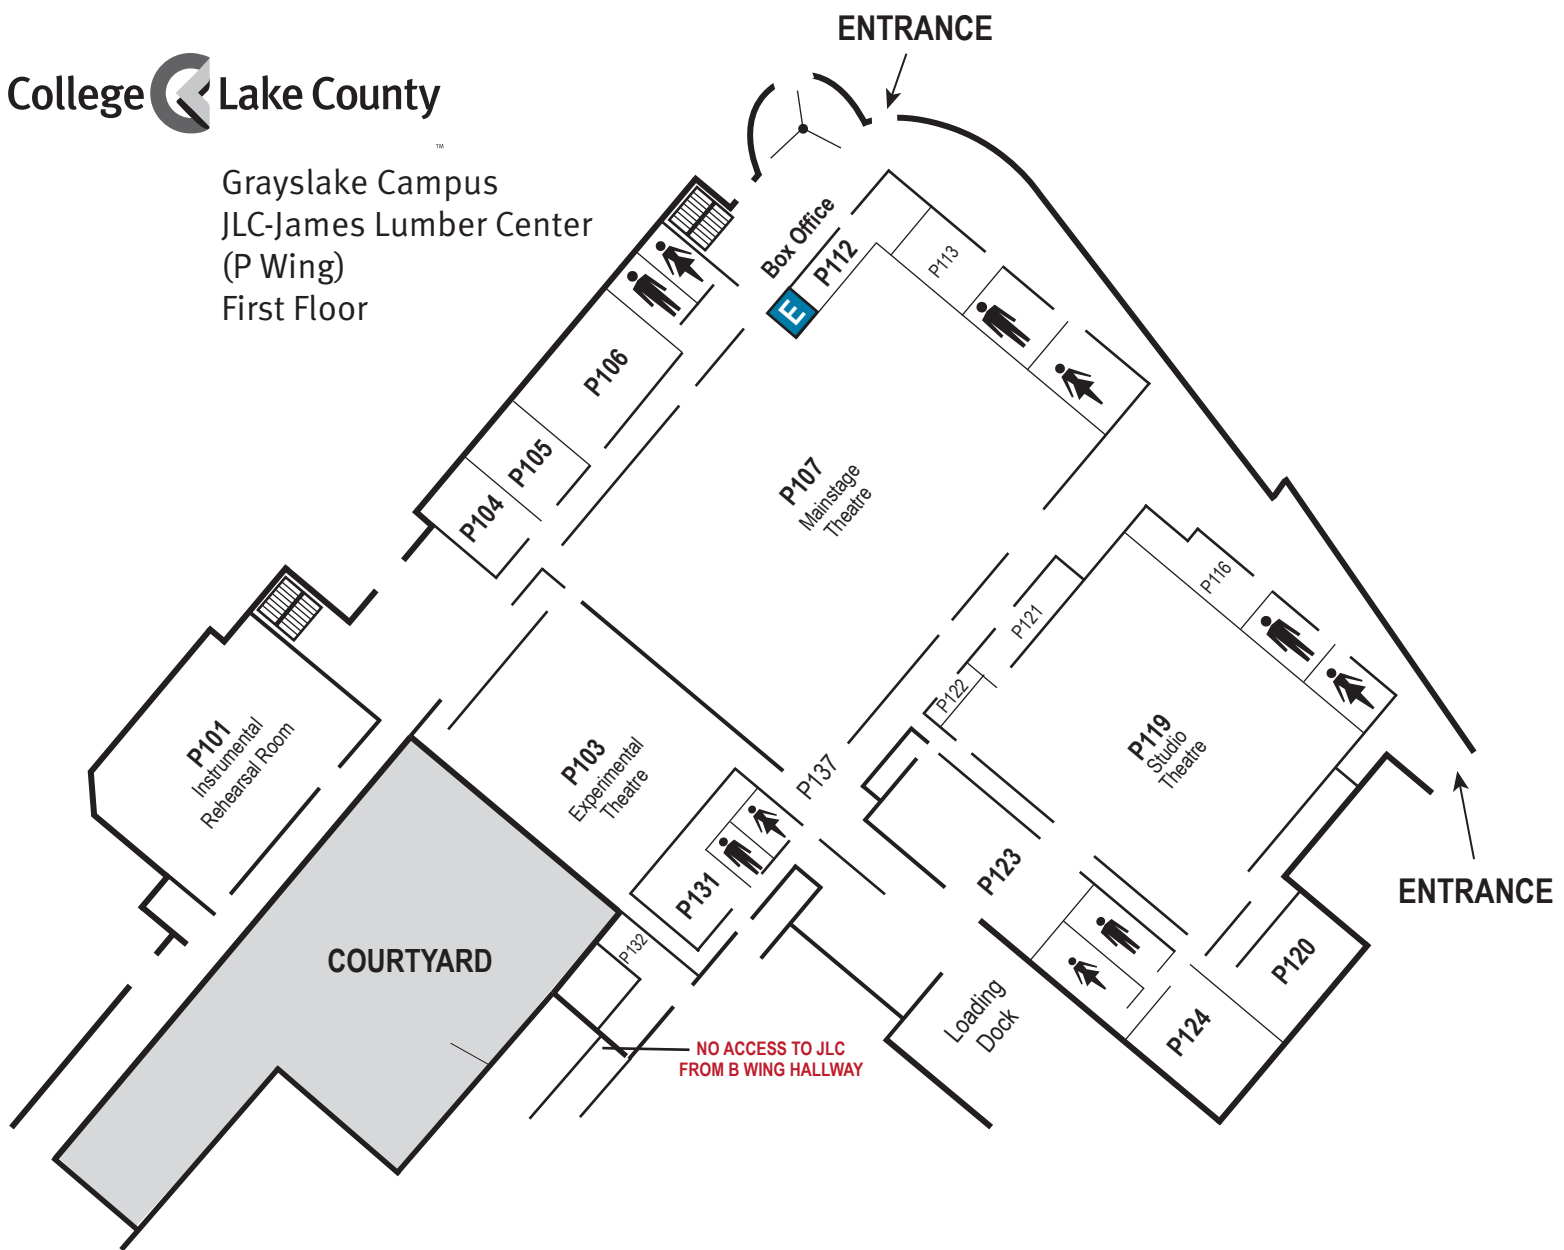 ENTRANCE
College Lake County
™
Grayslake Campus
JLC-James Lumber Center
(P Wing)
First Floor
Box Office
P112
E
P113
P106
P105
P104
P107
Mainstage
Theatre
P116
P121
P122
P101
Instrumental
Rehearsal Room
P103
Experimental
Theatre
P137
P119
Studio
Theatre
P123
P131
P132
ENTRANCE
COURTYARD
P120
Loading
Dock
P124
NO ACCESS TO JLC
FROM B WING HALLWAY